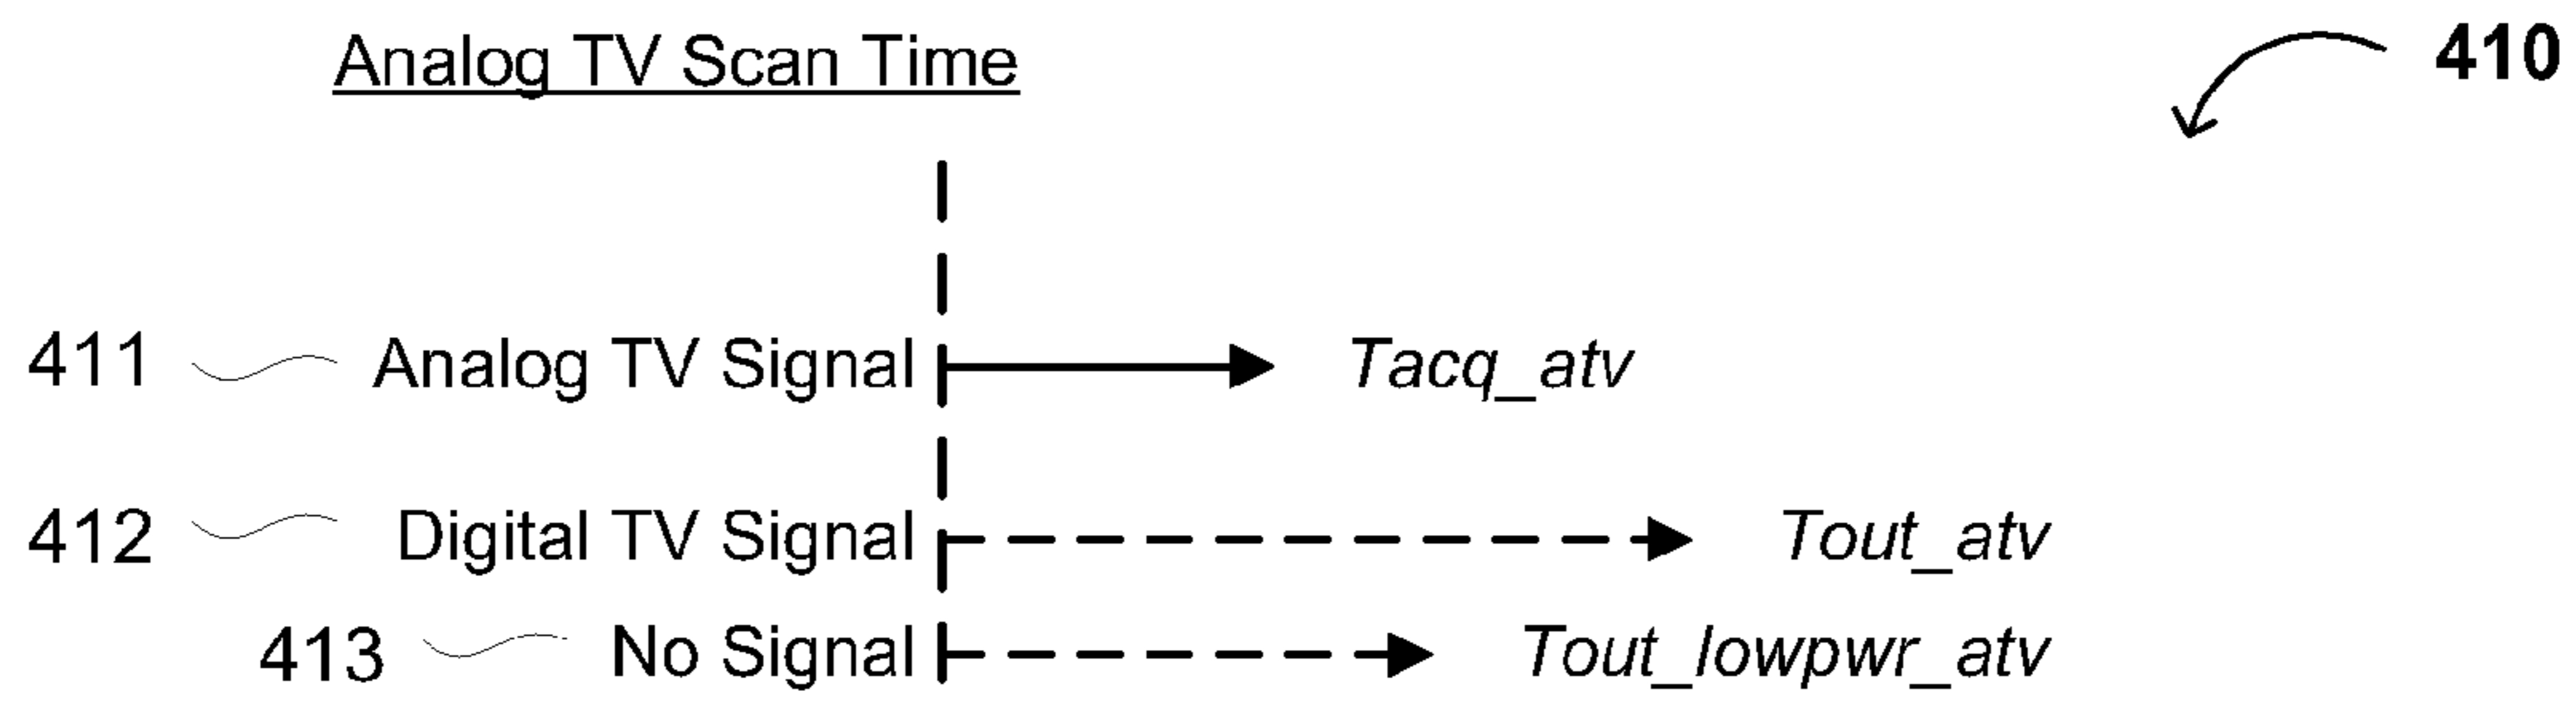 Analog TV Scan Time 410
411 Analog TV Signal Tacq_atv
412 Digital TV Signal Tout_atv
413 No Signal Tout_lowpwr_atv